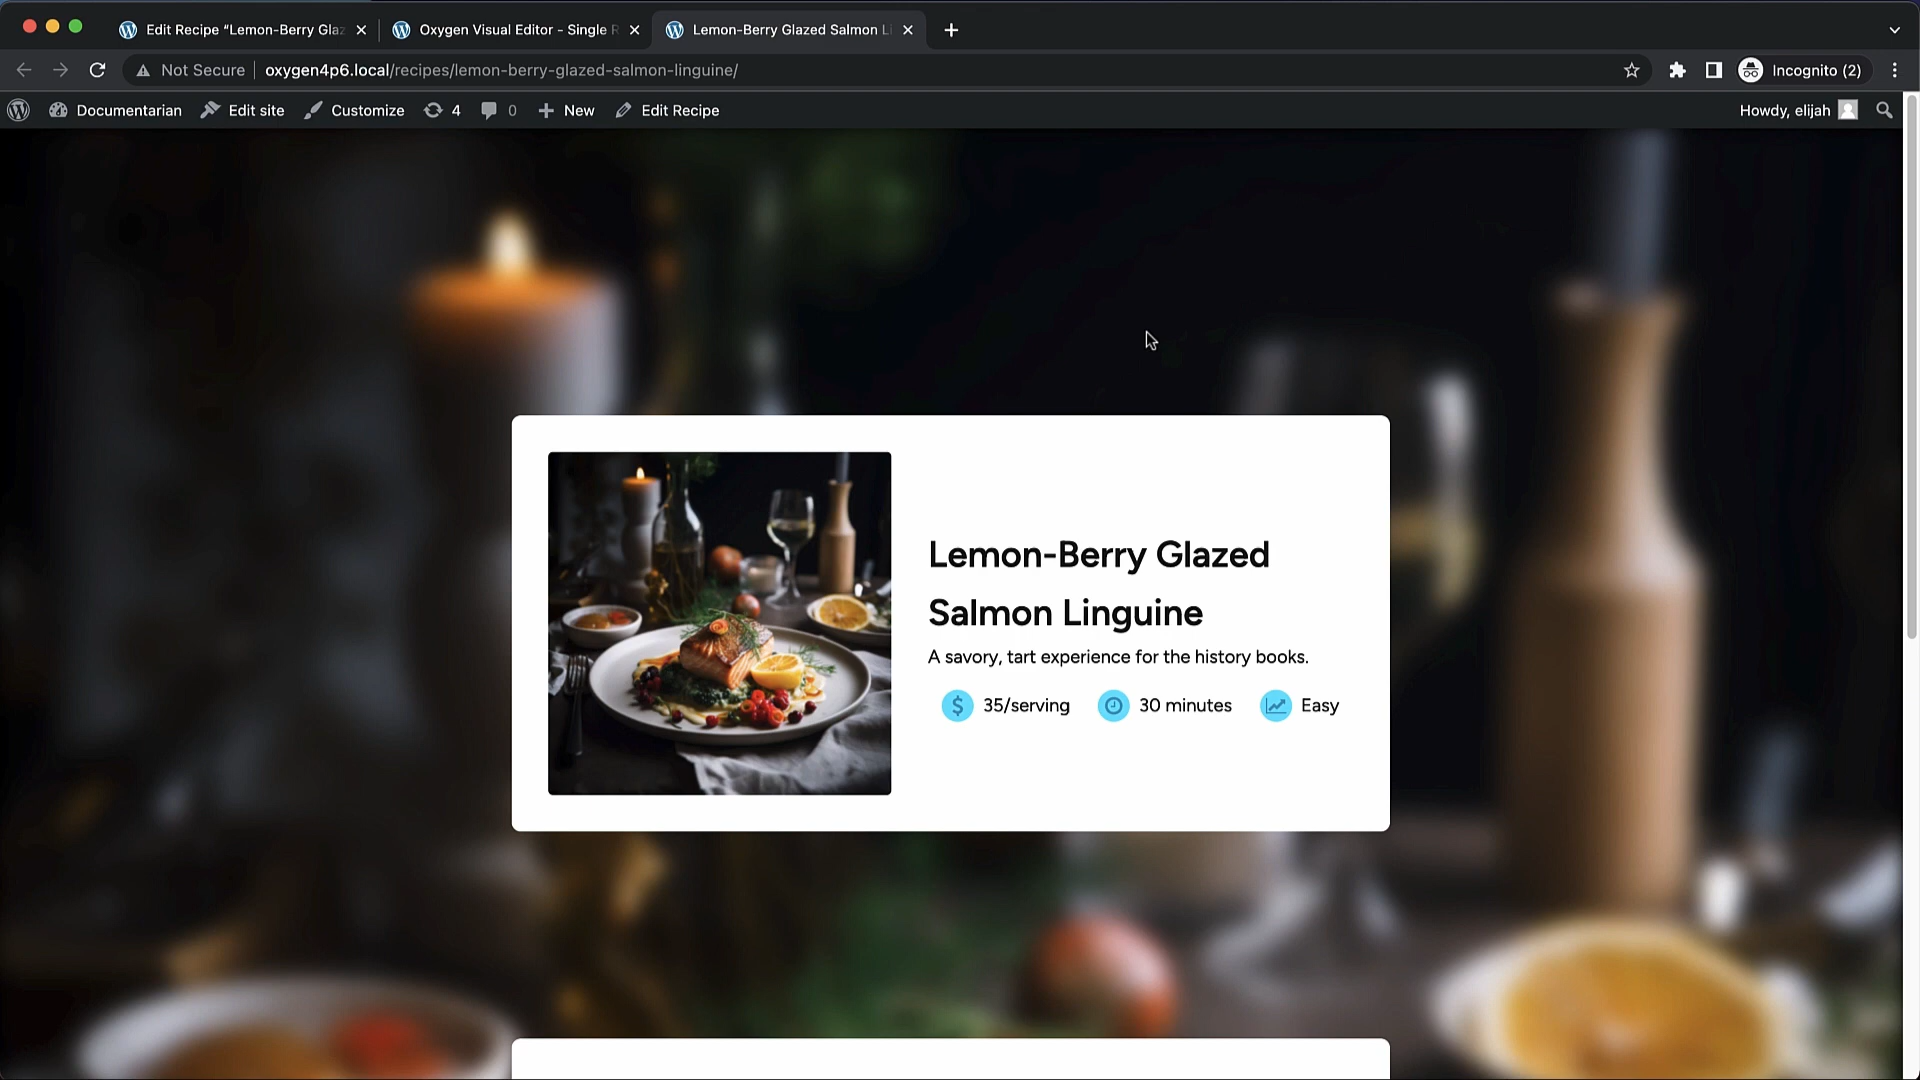 Edit Recipe “Lemon-Berry Glaz
Oxygen Visual Editor - Single R
Lemon-Berry Glazed Salmon Li
Not Secure
oxygen4p6.local/recipes/lemon-berry-glazed-salmon-linguine/
Incognito (2)
Documentarian
Edit site
Customize
4
0
New
Edit Recipe
Howdy, elijah
Lemon-Berry Glazed
Salmon Linguine
A savory, tart experience for the history books.
$ 35/serving
30 minutes
Easy